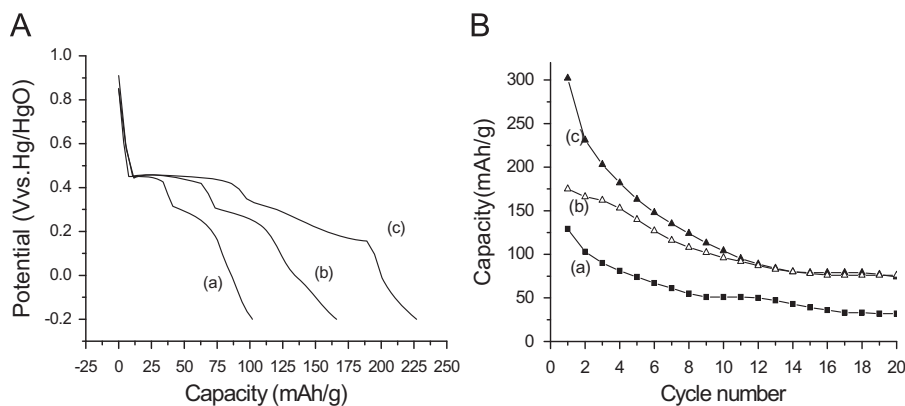 A
Potential (Vvs.Hg/HgO)
1.0
0.8
0.6
0.4
0.2
0.0
-0.2
(a)
(b)
(c)
-25 0 25 50 75 100 125 150 175 200 225 250
Capacity (mAh/g)
B
Capacity(mAh/g)
300
250
200
150
100
50
0
(c)
(b)
(a)
0 2 4 6 8 10 12 14 16 18 20
Cycle number